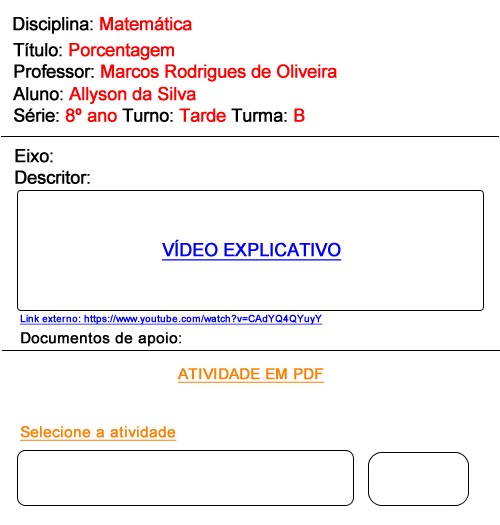 Disciplina: Matemática
Título: Porcentagem
Professor: Marcos Rodrigues de Oliveira
Aluno: Allyson da Silva
Série: 8º ano Turno: Tarde Turma: B
Eixo:
Descritor:
VÍDEO EXPLICATIVO
Link externo: https://www.youtube.com/watch?v=CAdYQ4QYuyY
Documentos de apoio:
ATIVIDADE EM PDF
Selecione a atividade